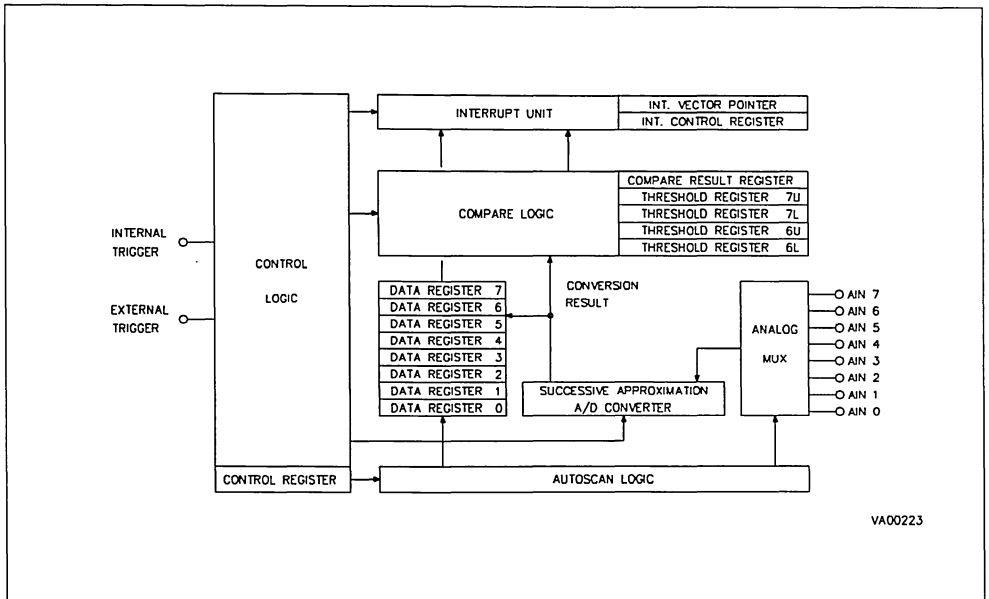 INTERRUPT UNIT
INT. VECTOR POINTER
INT. CONTROL REGISTER
COMPARE LOGIC
COMPARE RESULT REGISTER
THRESHOLD REGISTER 7U
THRESHOLD REGISTER 7L
THRESHOLD REGISTER 6U
THRESHOLD REGISTER 6L
INTERNAL
TRIGGER
EXTERNAL
TRIGGER
CONTROL
LOGIC
CONVERSION
RESULT
DATA REGISTER 7
DATA REGISTER 6
DATA REGISTER 5
DATA REGISTER 4
DATA REGISTER 3
DATA REGISTER 2
DATA REGISTER 1
DATA REGISTER 0
SUCCESSIVE APPROXIMATION
A/D CONVERTER
ANALOG
MUX
AIN 7
AIN 6
AIN 5
AIN 4
AIN 3
AIN 2
AIN 1
AIN 0
CONTROL REGISTER
AUTOSCAN LOGIC
VA00223